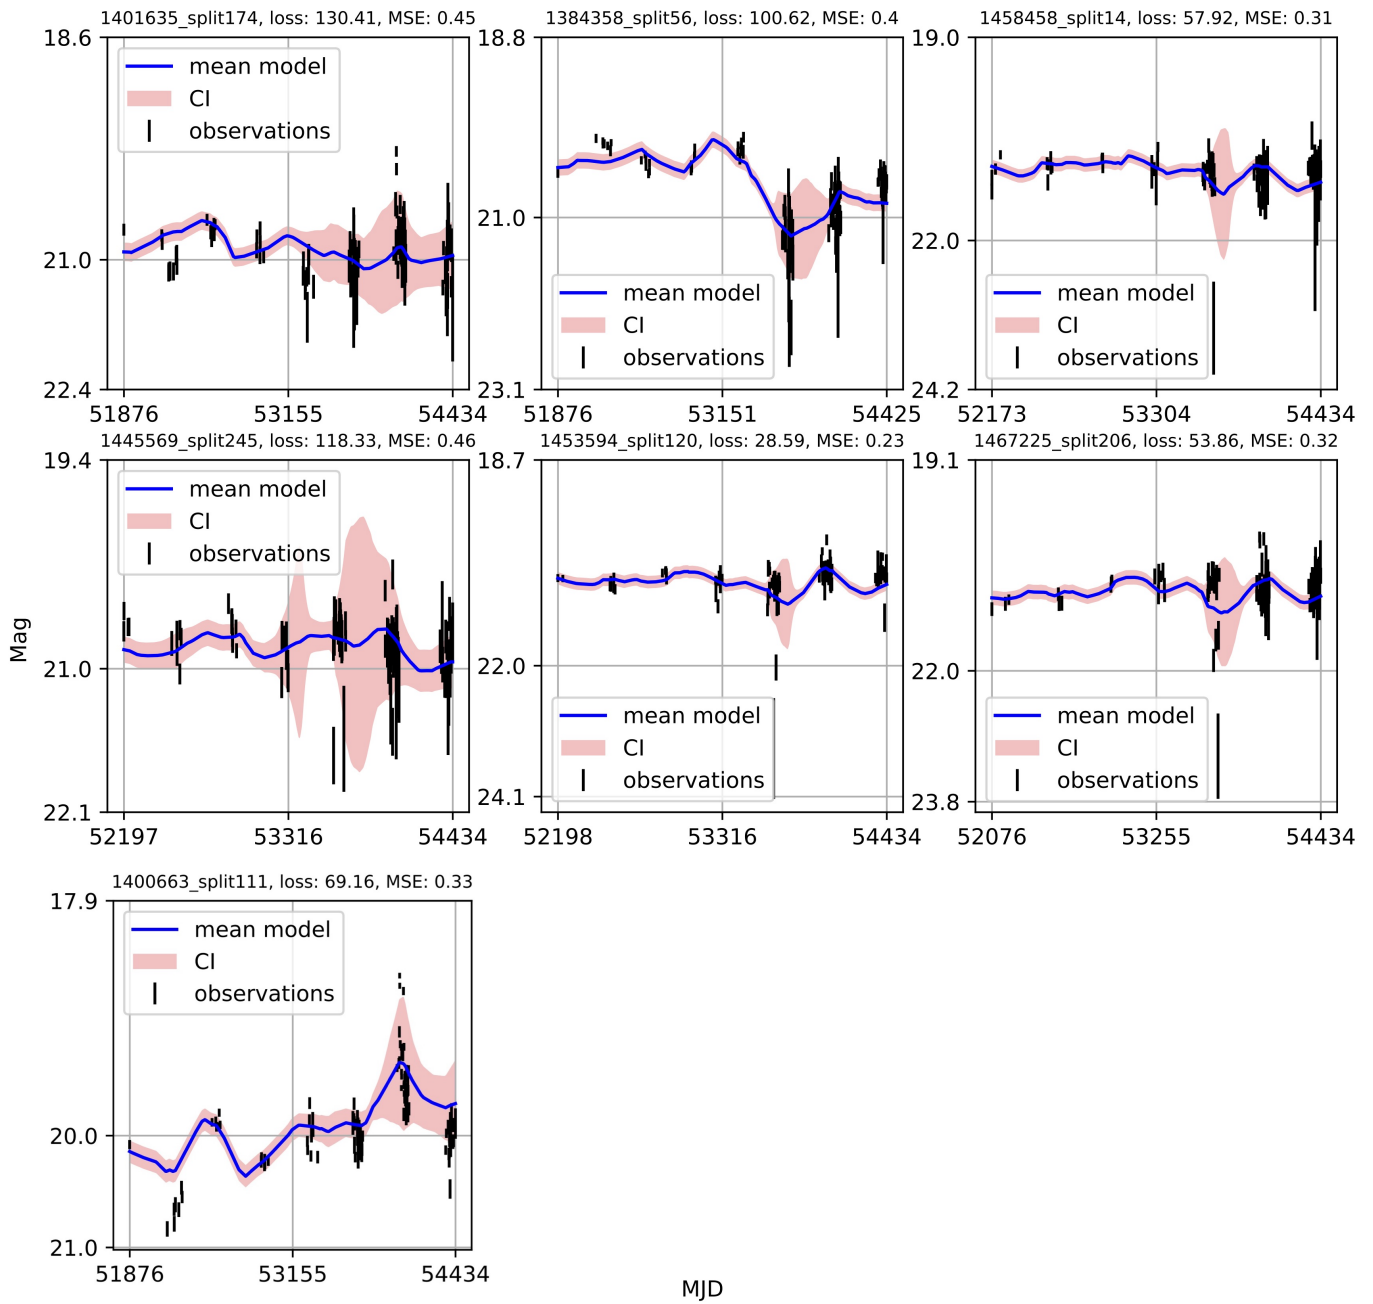 1401635_split174, loss: 130.41, MSE: 0.45
18.6
21.0
22.4
mean model
CI
observations
51876
53155
54434
1384358_split56, loss: 100.62, MSE: 0.4
18.8
21.0
23.1
mean model
CI
observations
51876
53151
54425
1458458_split14, loss: 57.92, MSE: 0.31
19.0
22.0
24.2
mean model
CI
observations
52173
53304
54434
1445569_split245, loss: 118.33, MSE: 0.46
19.4
21.0
22.1
mean model
CI
observations
52197
53316
54434
1453594_split120, loss: 28.59, MSE: 0.23
18.7
22.0
24.1
mean model
CI
observations
52198
53316
54434
1467225_split206, loss: 53.86, MSE: 0.32
19.1
22.0
23.8
mean model
CI
observations
52076
53255
54434
Mag
1400663_split111, loss: 69.16, MSE: 0.33
17.9
20.0
21.0
mean model
CI
observations
51876
53155
54434
MJD